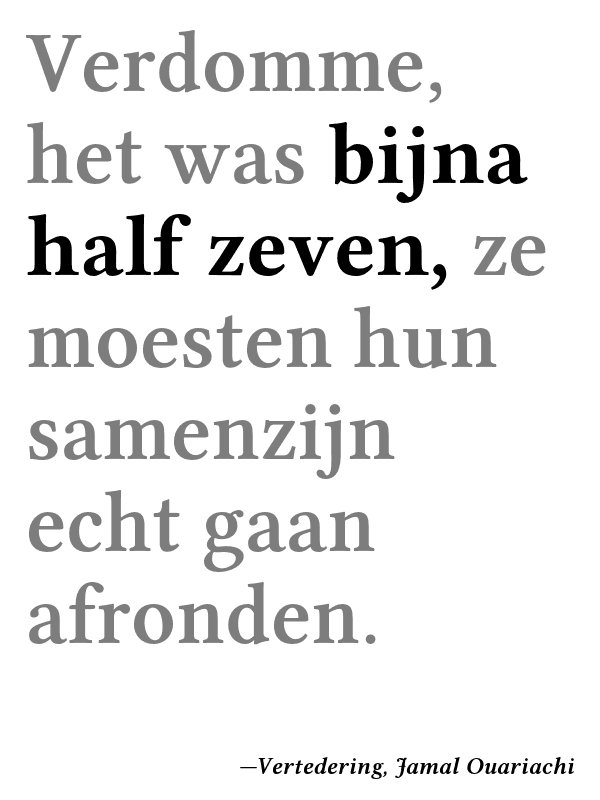 Verdomme,
het was bijna
half zeven, ze
moesten hun
samenzijn
echt gaan
afronden.
—Vertedering, Jamal Ouariachi